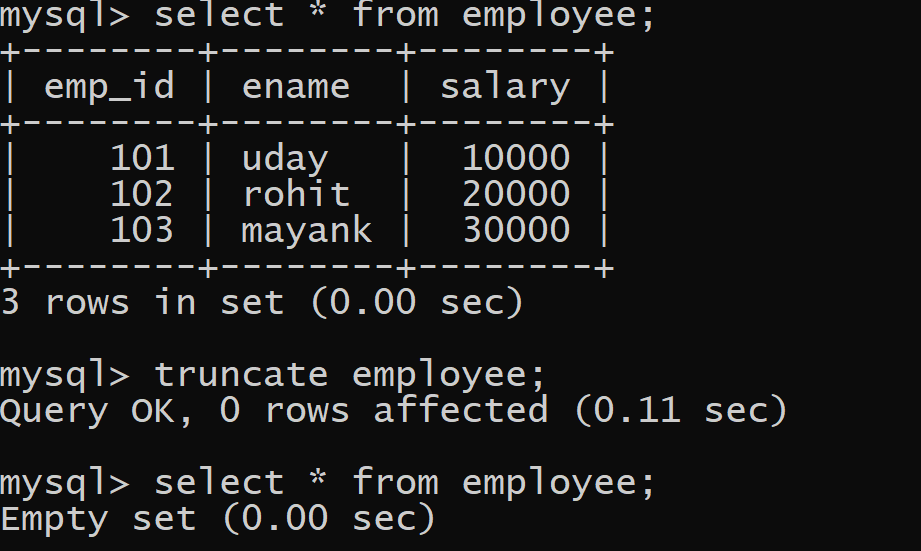 mysql> select * from employee;
+--------+--------+--------+
| emp_id | ename  | salary |
+--------+--------+--------+
|    101 | uday   |  10000 |
|    102 | rohit  |  20000 |
|    103 | mayank |  30000 |
+--------+--------+--------+
3 rows in set (0.00 sec)

mysql> truncate employee;
Query OK, 0 rows affected (0.11 sec)

mysql> select * from employee;
Empty set (0.00 sec)